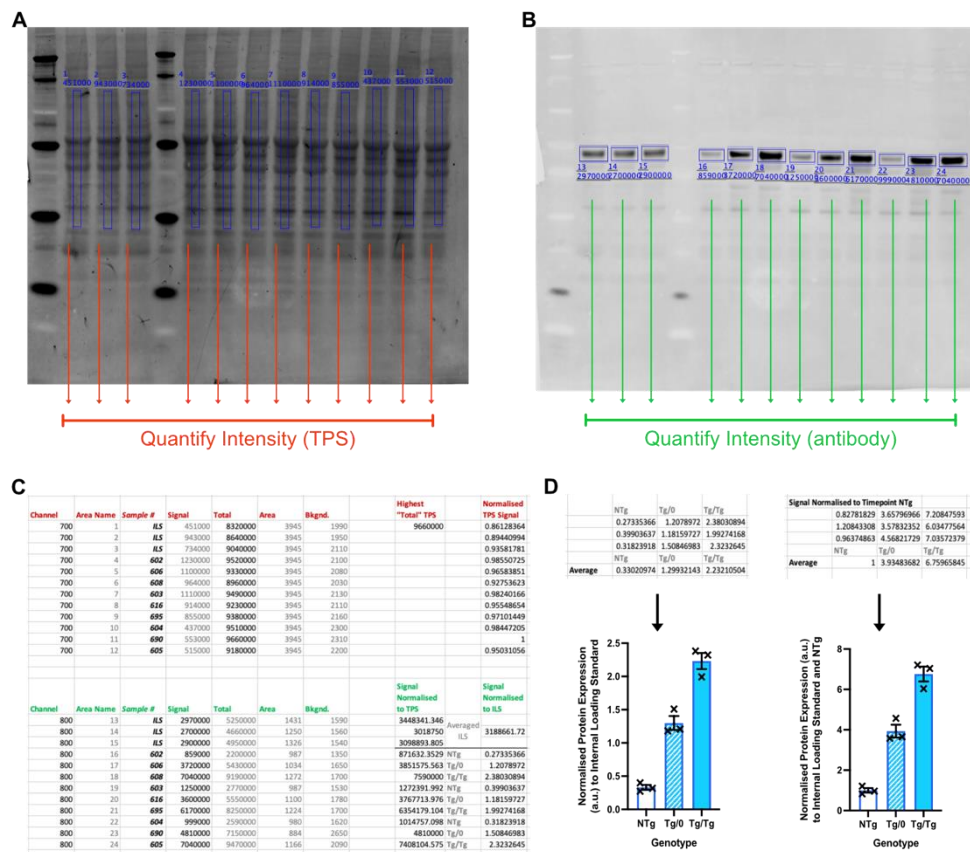 A
1 2 3 4 5 6 7 8 9 10 11 12
451000 943000 734000 1230000 1100000 964000 1110000 914000 855000 437000 553000 515000
Quantify Intensity (TPS)
B
13 14 15 16 17 18 19 20 21 22 23 24
2970000 2700000 2900000 859000 3720000 7040000 1250000 3600000 6170000 999000 4810000 7040000
Quantify Intensity (antibody)
C
Highest "Total" TPS
Normalised TPS Signal
Channel Area Name Sample # Signal Total Area Bkgnd.
700 1 ILS 451000 8320000 3945 1990 9660000 0.86128364
700 2 ILS 943000 8640000 3945 1950 0.89440994
700 3 ILS 734000 9040000 3945 2110 0.93581781
700 4 602 1230000 9520000 3945 2100 0.98550725
700 5 606 1100000 9330000 3945 2080 0.96583851
700 6 608 964000 8960000 3945 2030 0.92753623
700 7 603 1110000 9490000 3945 2130 0.98240166
700 8 616 914000 9230000 3945 2110 0.95548654
700 9 695 855000 9380000 3945 2160 0.97101449
700 10 604 437000 9510000 3945 2300 0.98447205
700 11 690 553000 9660000 3945 2310 1
700 12 605 515000 9180000 3945 2200 0.95031056
Signal Normalised to TPS
Signal Normalised to ILS
Channel Area Name Sample # Signal Total Area Bkgnd.
800 13 ILS 2970000 5250000 1431 1590 3448341.346
Averaged ILS
800 14 ILS 2700000 4660000 1250 1560 3018750 3188661.72
800 15 ILS 2900000 4950000 1326 1540 3098893.805
800 16 602 859000 2200000 987 1350 871632.3529 NTg 0.27335366
800 17 606 3720000 5430000 1034 1650 3851575.563 Tg/0 1.2078972
800 18 608 7040000 9190000 1272 1700 7590000 Tg/Tg 2.38030894
800 19 603 1250000 2770000 987 1530 1272391.992 NTg 0.39903637
800 20 616 3600000 5550000 1100 1780 3767713.976 Tg/0 1.18159727
800 21 695 6170000 8450000 1224 1700 6354179.104 Tg/Tg 1.99274168
800 22 604 999000 2590000 980 1620 1014757.098 NTg 0.31823918
800 23 690 4810000 7150000 884 2650 4810000 Tg/0 1.50846983
800 24 605 7040000 9470000 1166 2090 7408104.575 Tg/Tg 2.3232645
D
NTg Tg/0 Tg/Tg
0.27335366 1.2078972 2.38030894
0.39903637 1.18159727 1.99274168
0.31823918 1.50846983 2.3232645
NTg Tg/0 Tg/Tg
Average 0.33020974 1.29932143 2.23210504
Signal Normalised to Timepoint NTg
0.82781829 3.65796966 7.20847593
1.20843308 3.57832352 6.03477564
0.96374863 4.56821729 7.03572379
NTg Tg/0 Tg/Tg
Average 1 3.93483682 6.75965845
Normalised Protein Expression
(a.u.) to Internal Loading Standard
2.5
2.0
1.5
1.0
0.5
0.0
NTg Tg/0 Tg/Tg
Genotype
Normalised Protein Expression (a.u.)
to Internal Loading Standard and NTg
8
6
4
2
0
NTg Tg/0 Tg/Tg
Genotype